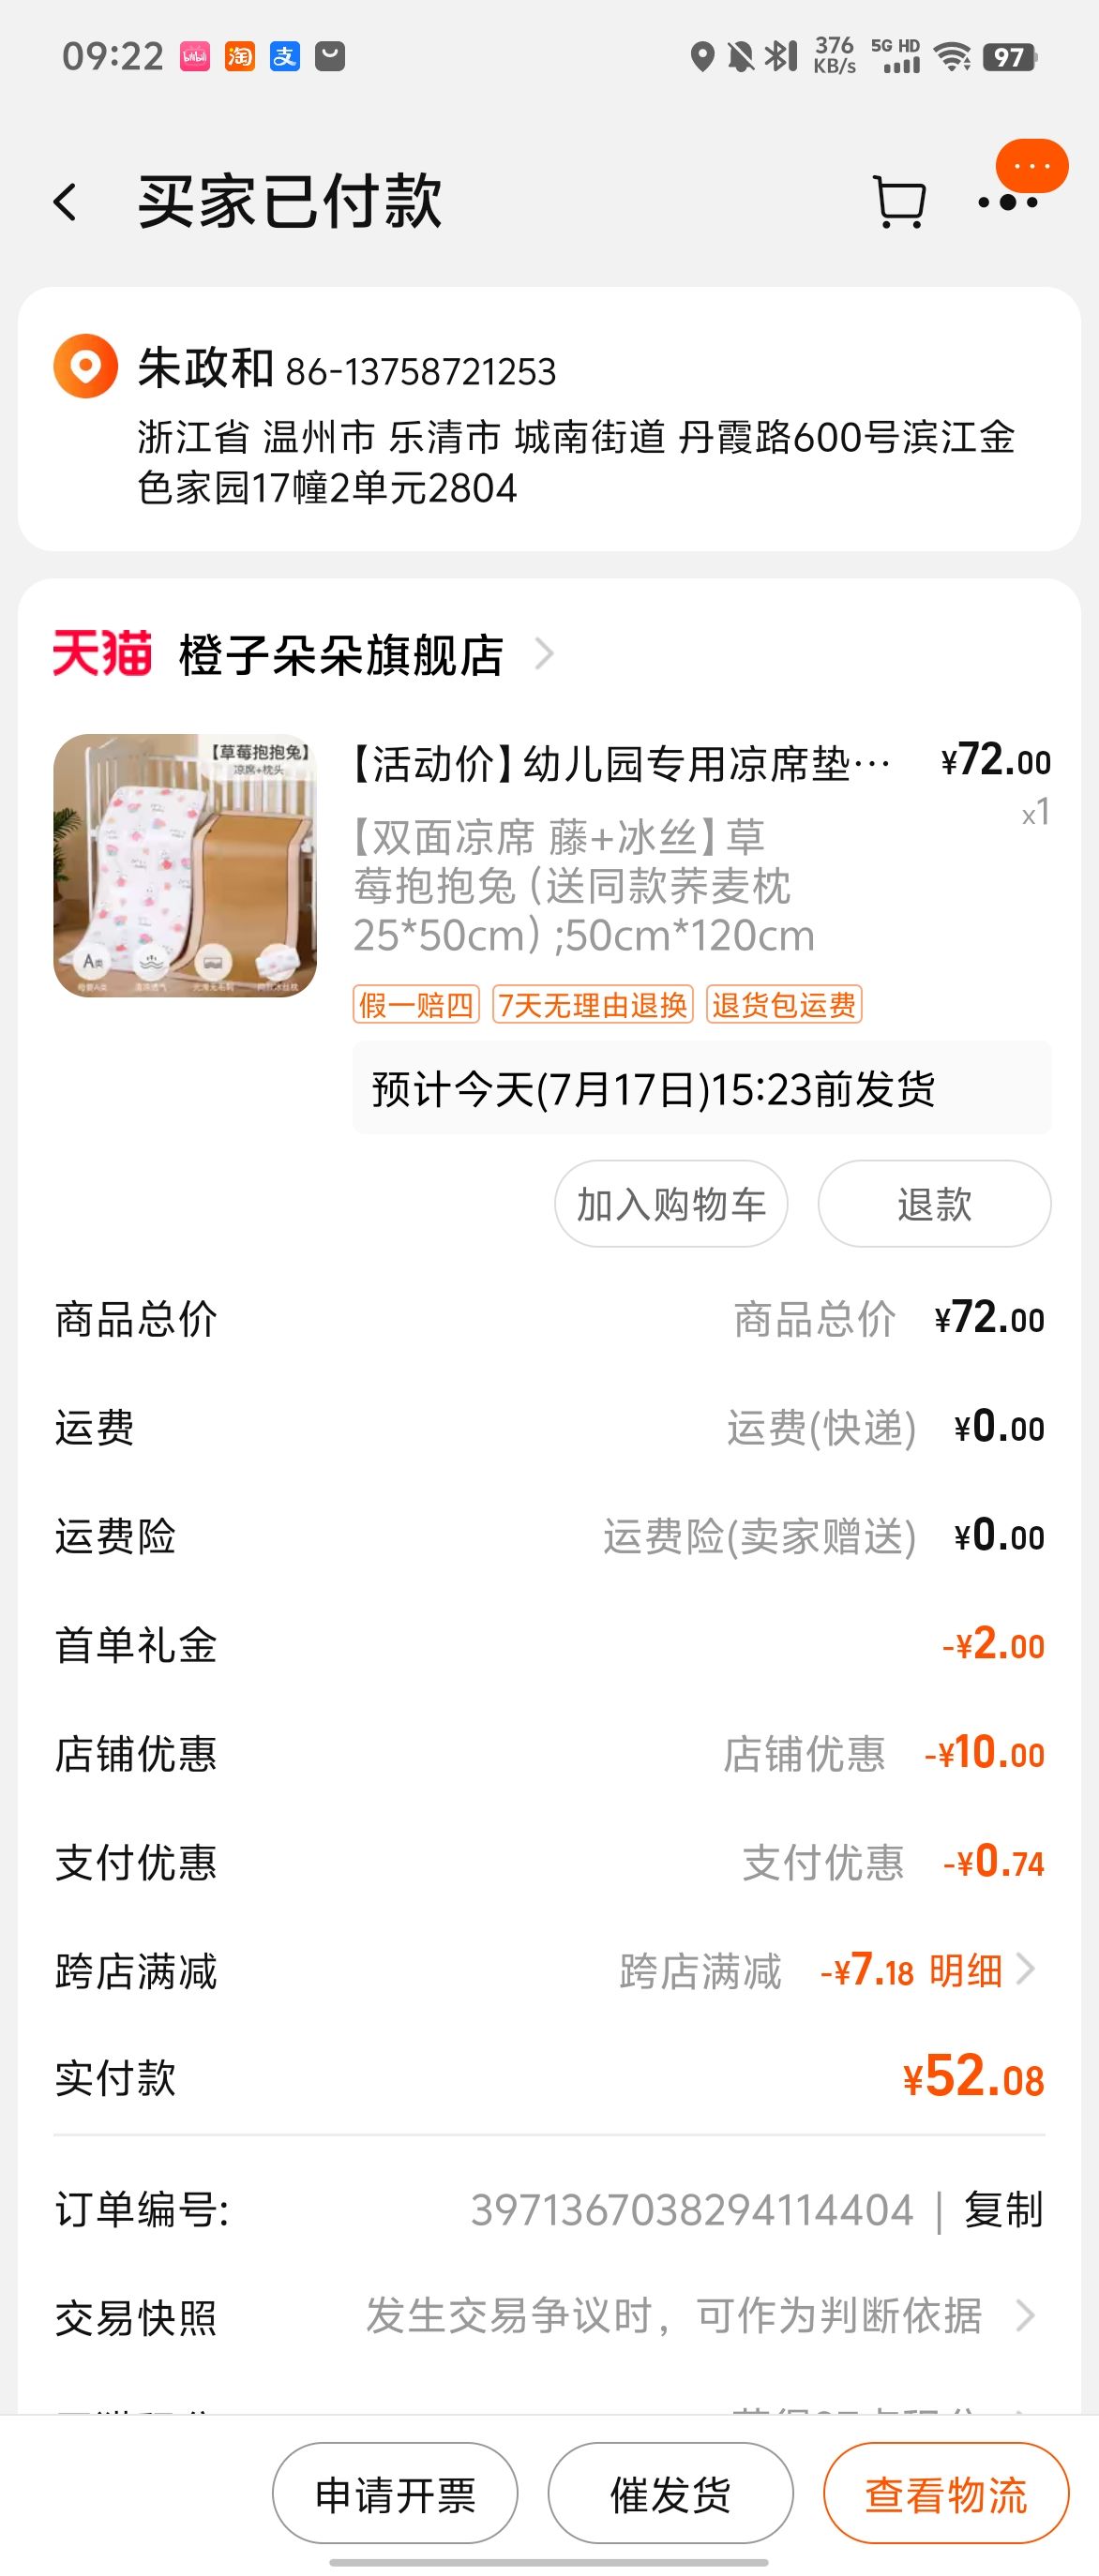 09:22
376
KB/s
5G HD
97
买家已付款
朱政和 86-13758721253
浙江省 温州市 乐清市 城南街道 丹霞路600号滨江金
色家园17幢2单元2804
天猫 橙子朵朵旗舰店
【草莓抱抱兔】
凉席+枕头
A类
【活动价】幼儿园专用凉席垫… ¥72.00
x1
【双面凉席 藤+冰丝】草
莓抱抱兔（送同款荞麦枕
25*50cm）;50cm*120cm
假一赔四 7天无理由退换 退货包运费
预计今天(7月17日)15:23前发货
加入购物车 退款
商品总价 商品总价 ¥72.00
运费 运费(快递) ¥0.00
运费险 运费险(卖家赠送) ¥0.00
首单礼金 -¥2.00
店铺优惠 店铺优惠 -¥10.00
支付优惠 支付优惠 -¥0.74
跨店满减 跨店满减 -¥7.18 明细
实付款 ¥52.08
订单编号: 3971367038294114404 | 复制
交易快照 发生交易争议时，可作为判断依据
申请开票 催发货 查看物流